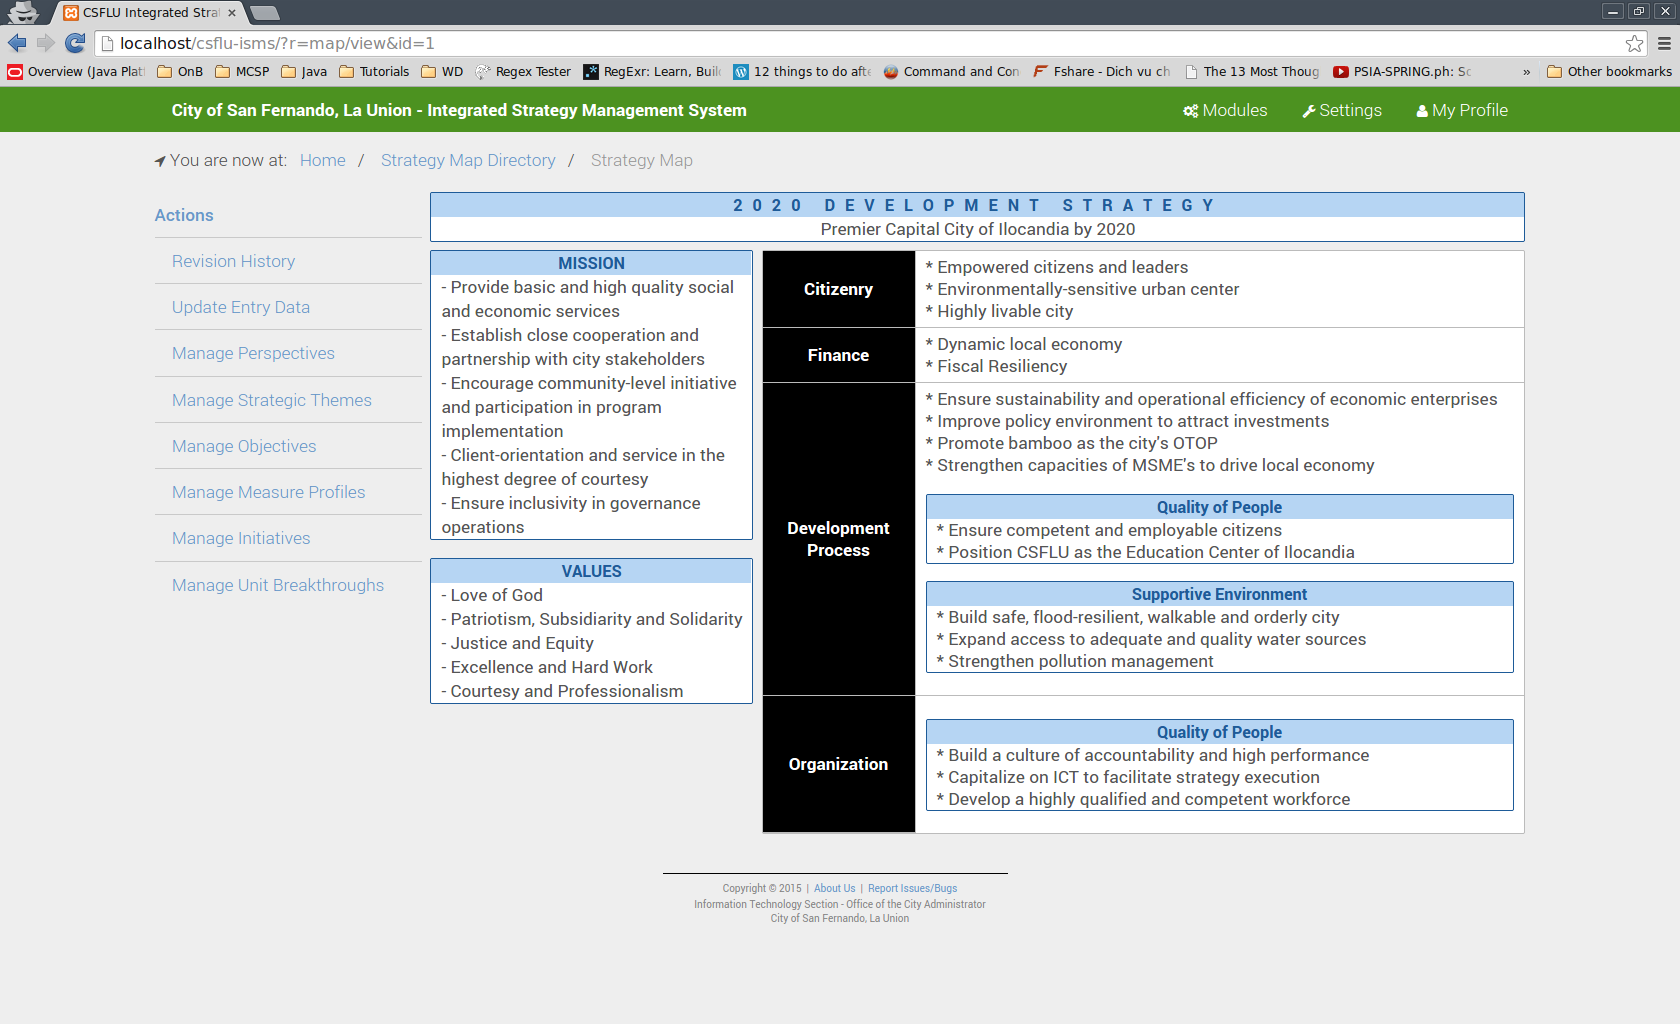 CSFLU Integrated Stra
localhost/csflu-isms/?r=map/view&id=1
Overview (Java Plat OnB MCSP Java Tutorials WD Regex Tester RegExr: Learn, Buil 12 things to do afte Command and Con Fshare - Dich vu ch The 13 Most Thoug PSIA-SPRING.ph: Sc » Other bookmarks
City of San Fernando, La Union - Integrated Strategy Management System Modules Settings My Profile
You are now at: Home / Strategy Map Directory / Strategy Map
Actions
Revision History
Update Entry Data
Manage Perspectives
Manage Strategic Themes
Manage Objectives
Manage Measure Profiles
Manage Initiatives
Manage Unit Breakthroughs
2020 DEVELOPMENT STRATEGY
Premier Capital City of Ilocandia by 2020
MISSION
- Provide basic and high quality social
and economic services
- Establish close cooperation and
partnership with city stakeholders
- Encourage community-level initiative
and participation in program
implementation
- Client-orientation and service in the
highest degree of courtesy
- Ensure inclusivity in governance
operations
VALUES
- Love of God
- Patriotism, Subsidiarity and Solidarity
- Justice and Equity
- Excellence and Hard Work
- Courtesy and Professionalism
Citizenry
* Empowered citizens and leaders
* Environmentally-sensitive urban center
* Highly livable city
Finance
* Dynamic local economy
* Fiscal Resiliency
Development
Process
* Ensure sustainability and operational efficiency of economic enterprises
* Improve policy environment to attract investments
* Promote bamboo as the city's OTOP
* Strengthen capacities of MSME's to drive local economy
Quality of People
* Ensure competent and employable citizens
* Position CSFLU as the Education Center of Ilocandia
Supportive Environment
* Build safe, flood-resilient, walkable and orderly city
* Expand access to adequate and quality water sources
* Strengthen pollution management
Organization
Quality of People
* Build a culture of accountability and high performance
* Capitalize on ICT to facilitate strategy execution
* Develop a highly qualified and competent workforce
Copyright © 2015 | About Us | Report Issues/Bugs
Information Technology Section - Office of the City Administrator
City of San Fernando, La Union